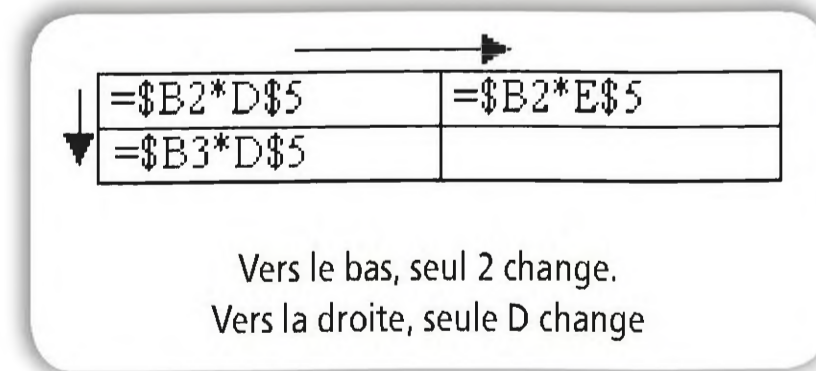 =$B2*D$5 =$B2*E$5
=$B3*D$5
Vers le bas, seul 2 change.
Vers la droite, seule D change